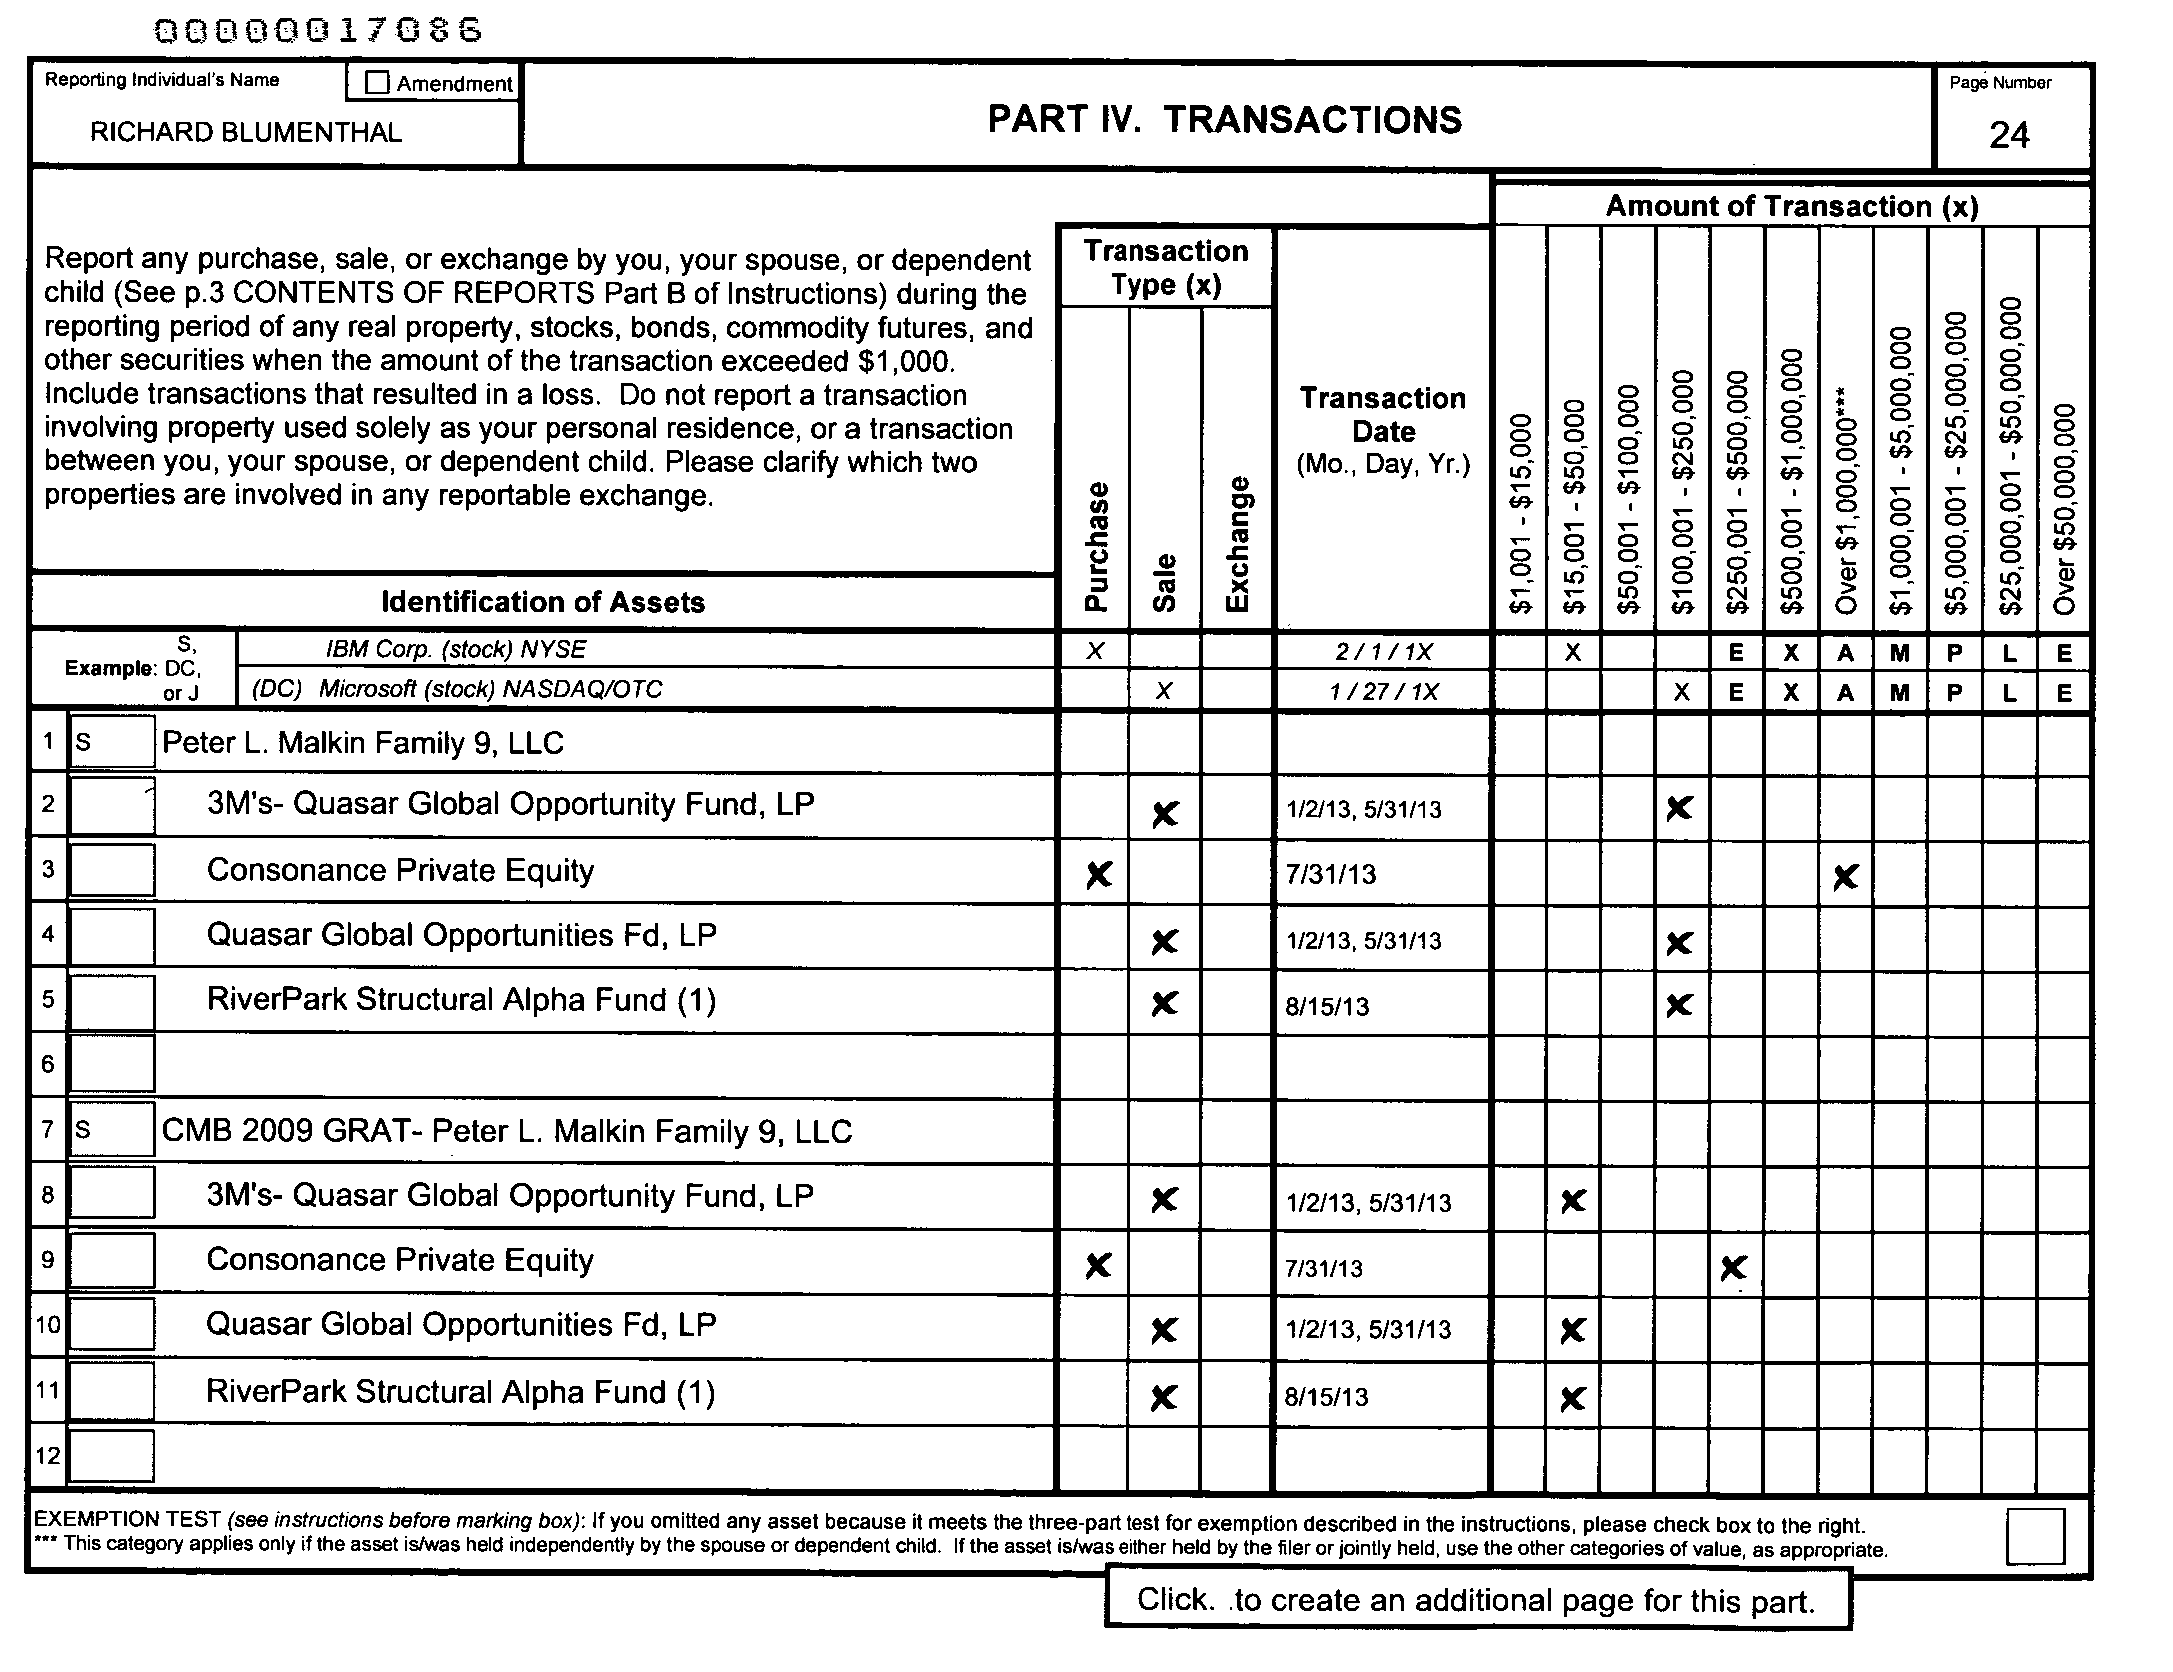 00000017086
Reporting Individual's Name
☐ Amendment
RICHARD BLUMENTHAL
PART IV. TRANSACTIONS
Page Number
24
Report any purchase, sale, or exchange by you, your spouse, or dependent
child (See p.3 CONTENTS OF REPORTS Part B of Instructions) during the
reporting period of any real property, stocks, bonds, commodity futures, and
other securities when the amount of the transaction exceeded $1,000.
Include transactions that resulted in a loss. Do not report a transaction
involving property used solely as your personal residence, or a transaction
between you, your spouse, or dependent child. Please clarify which two
properties are involved in any reportable exchange.
Identification of Assets
Transaction
Type (x)
Purchase
Sale
Exchange
Transaction
Date
(Mo., Day, Yr.)
Amount of Transaction (x)
$1,001 - $15,000
$15,001 - $50,000
$50,001 - $100,000
$100,001 - $250,000
$250,001 - $500,000
$500,001 - $1,000,000
Over $1,000,000***
$1,000,001 - $5,000,000
$5,000,001 - $25,000,000
$25,000,001 - $50,000,000
Over $50,000,000
Example: S, DC, or J
IBM Corp. (stock) NYSE X 2 / 1 / 1X X E X A M P L E
(DC) Microsoft (stock) NASDAQ/OTC X 1 / 27 / 1X X E X A M P L E
1 S Peter L. Malkin Family 9, LLC
2 3M's- Quasar Global Opportunity Fund, LP X 1/2/13, 5/31/13 X
3 Consonance Private Equity X 7/31/13 X
4 Quasar Global Opportunities Fd, LP X 1/2/13, 5/31/13 X
5 RiverPark Structural Alpha Fund (1) X 8/15/13 X
6
7 S CMB 2009 GRAT- Peter L. Malkin Family 9, LLC
8 3M's- Quasar Global Opportunity Fund, LP X 1/2/13, 5/31/13 X
9 Consonance Private Equity X 7/31/13 X
10 Quasar Global Opportunities Fd, LP X 1/2/13, 5/31/13 X
11 RiverPark Structural Alpha Fund (1) X 8/15/13 X
12
EXEMPTION TEST (see instructions before marking box): If you omitted any asset because it meets the three-part test for exemption described in the instructions, please check box to the right.
*** This category applies only if the asset is/was held independently by the spouse or dependent child. If the asset is/was either held by the filer or jointly held, use the other categories of value, as appropriate.
Click. .to create an additional page for this part.